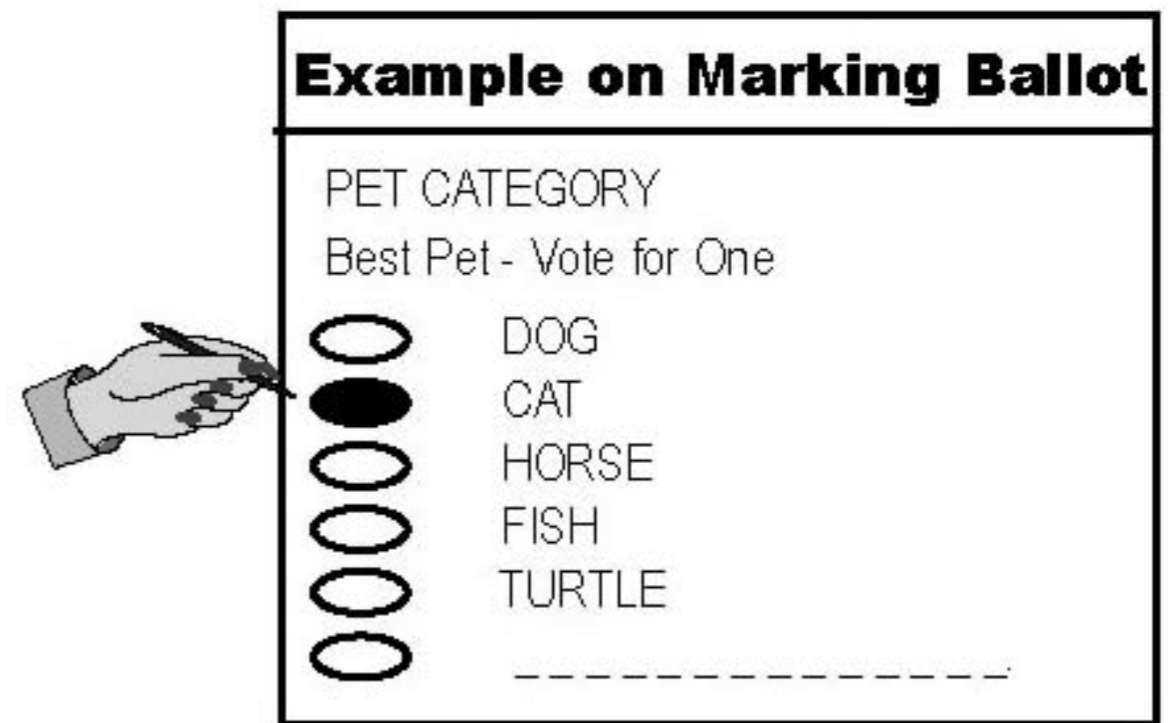 Example on Marking Ballot
PET CATEGORY
Best Pet - Vote for One
DOG
CAT
HORSE
FISH
TURTLE